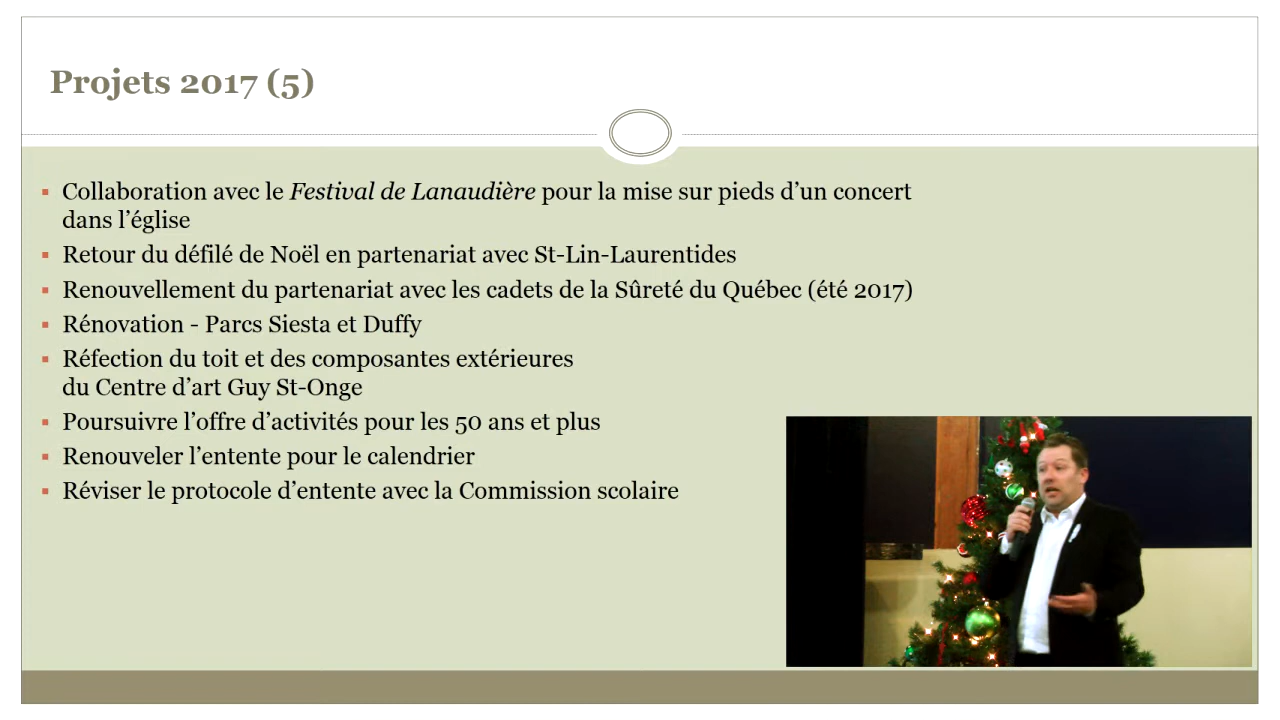 Projets 2017 (5)
Collaboration avec le Festival de Lanaudière pour la mise sur pieds d’un concert
dans l’église
Retour du défilé de Noël en partenariat avec St-Lin-Laurentides
Renouvellement du partenariat avec les cadets de la Sûreté du Québec (été 2017)
Rénovation - Parcs Siesta et Duffy
Réfection du toit et des composantes extérieures
du Centre d’art Guy St-Onge
Poursuivre l’offre d’activités pour les 50 ans et plus
Renouveler l’entente pour le calendrier
Réviser le protocole d’entente avec la Commission scolaire